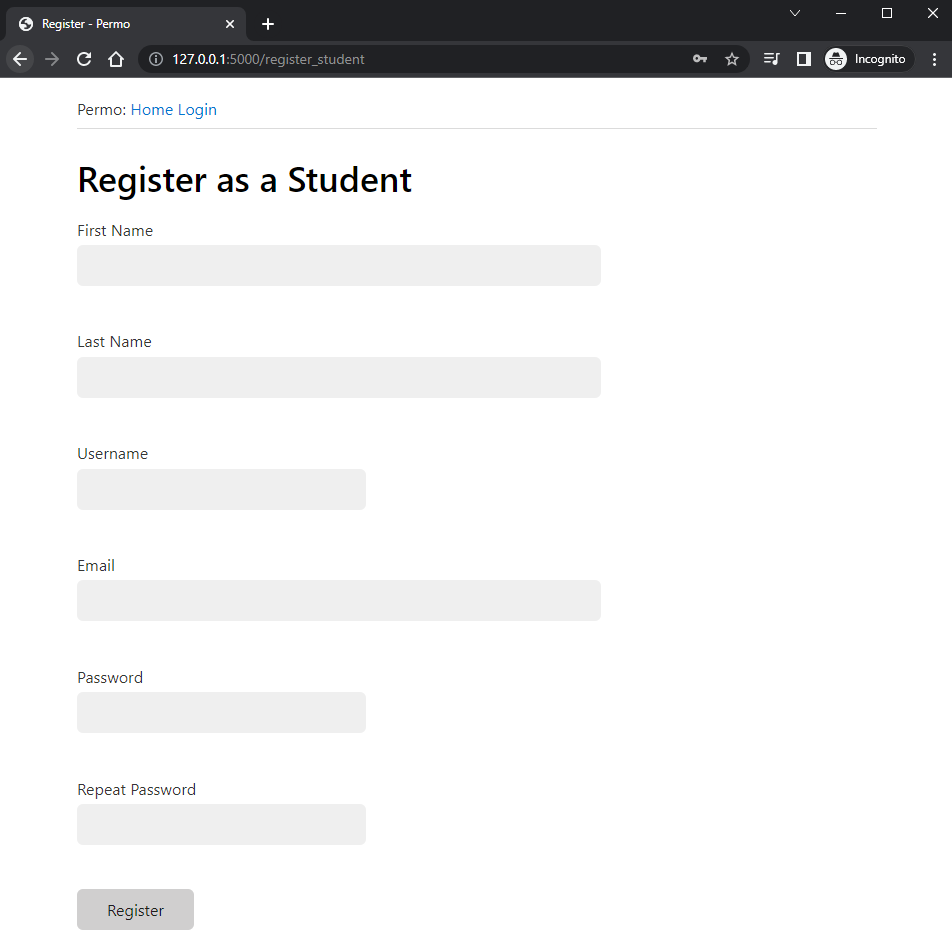 Register - Permo
127.0.0.1:5000/register_student
Incognito
Permo: Home Login
Register as a Student
First Name
Last Name
Username
Email
Password
Repeat Password
Register